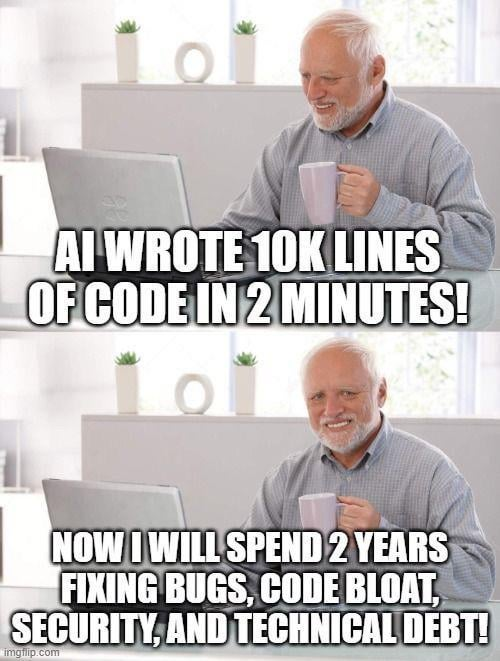 AI WROTE 10K LINES
OF CODE IN 2 MINUTES!
NOW I WILL SPEND 2 YEARS
FIXING BUGS, CODE BLOAT,
SECURITY, AND TECHNICAL DEBT!
imgflip.com